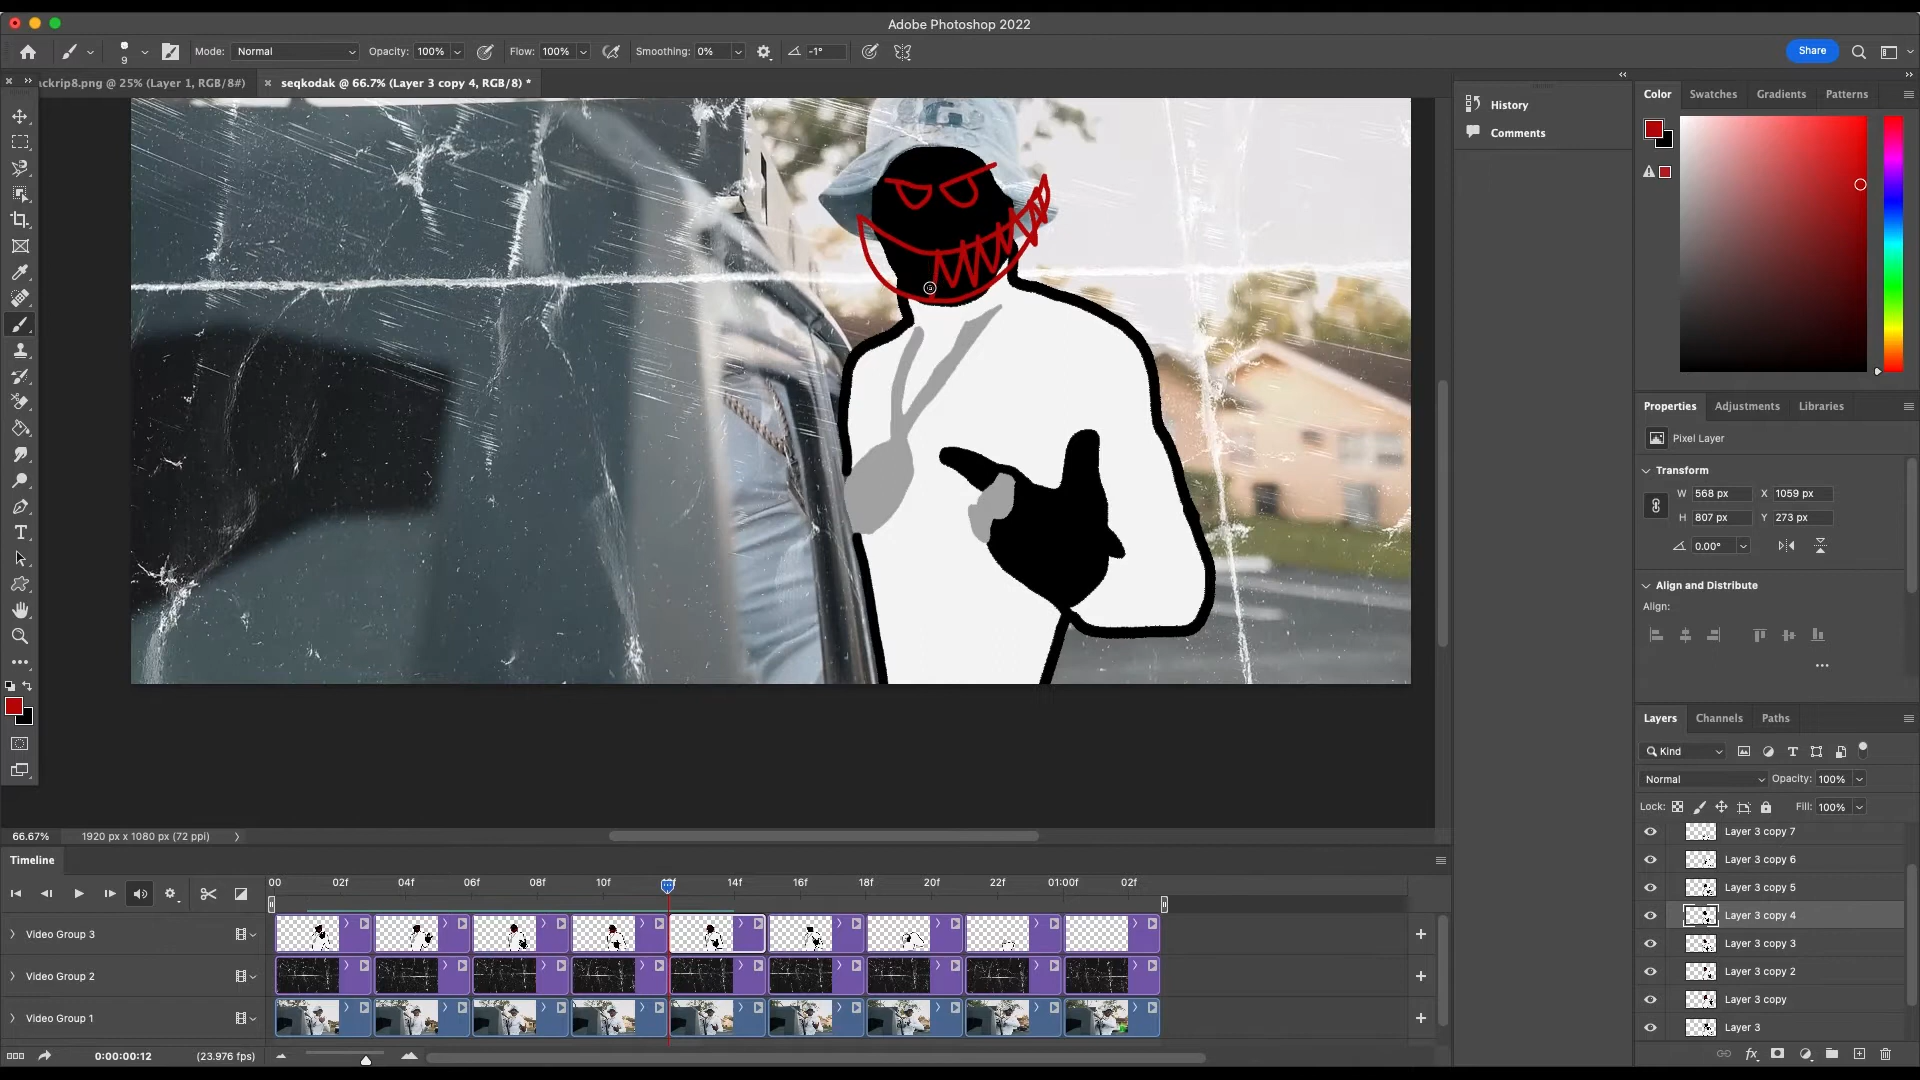 Adobe Photoshop 2022
9
Mode: Normal
Opacity: 100%
Flow: 100%
Smoothing: 0%
-1°
Share
ackrip8.png @ 25% (Layer 1, RGB/8#)
× seqkodak @ 66.7% (Layer 3 copy 4, RGB/8) *
History
Comments
Color Swatches Gradients Patterns
Properties Adjustments Libraries
Pixel Layer
Transform
W 568 px X 1059 px
H 807 px Y 273 px
0.00°
Align and Distribute
Align:
Layers Channels Paths
Kind
Normal Opacity: 100%
Lock: Fill: 100%
Layer 3 copy 7
Layer 3 copy 6
Layer 3 copy 5
Layer 3 copy 4
Layer 3 copy 3
Layer 3 copy 2
Layer 3 copy
Layer 3
66.67% 1920 px x 1080 px (72 ppi)
Timeline
00 02f 04f 06f 08f 10f 14f 16f 18f 20f 22f 01:00f 02f
Video Group 3
Video Group 2
Video Group 1
0:00:00:12 (23.976 fps)